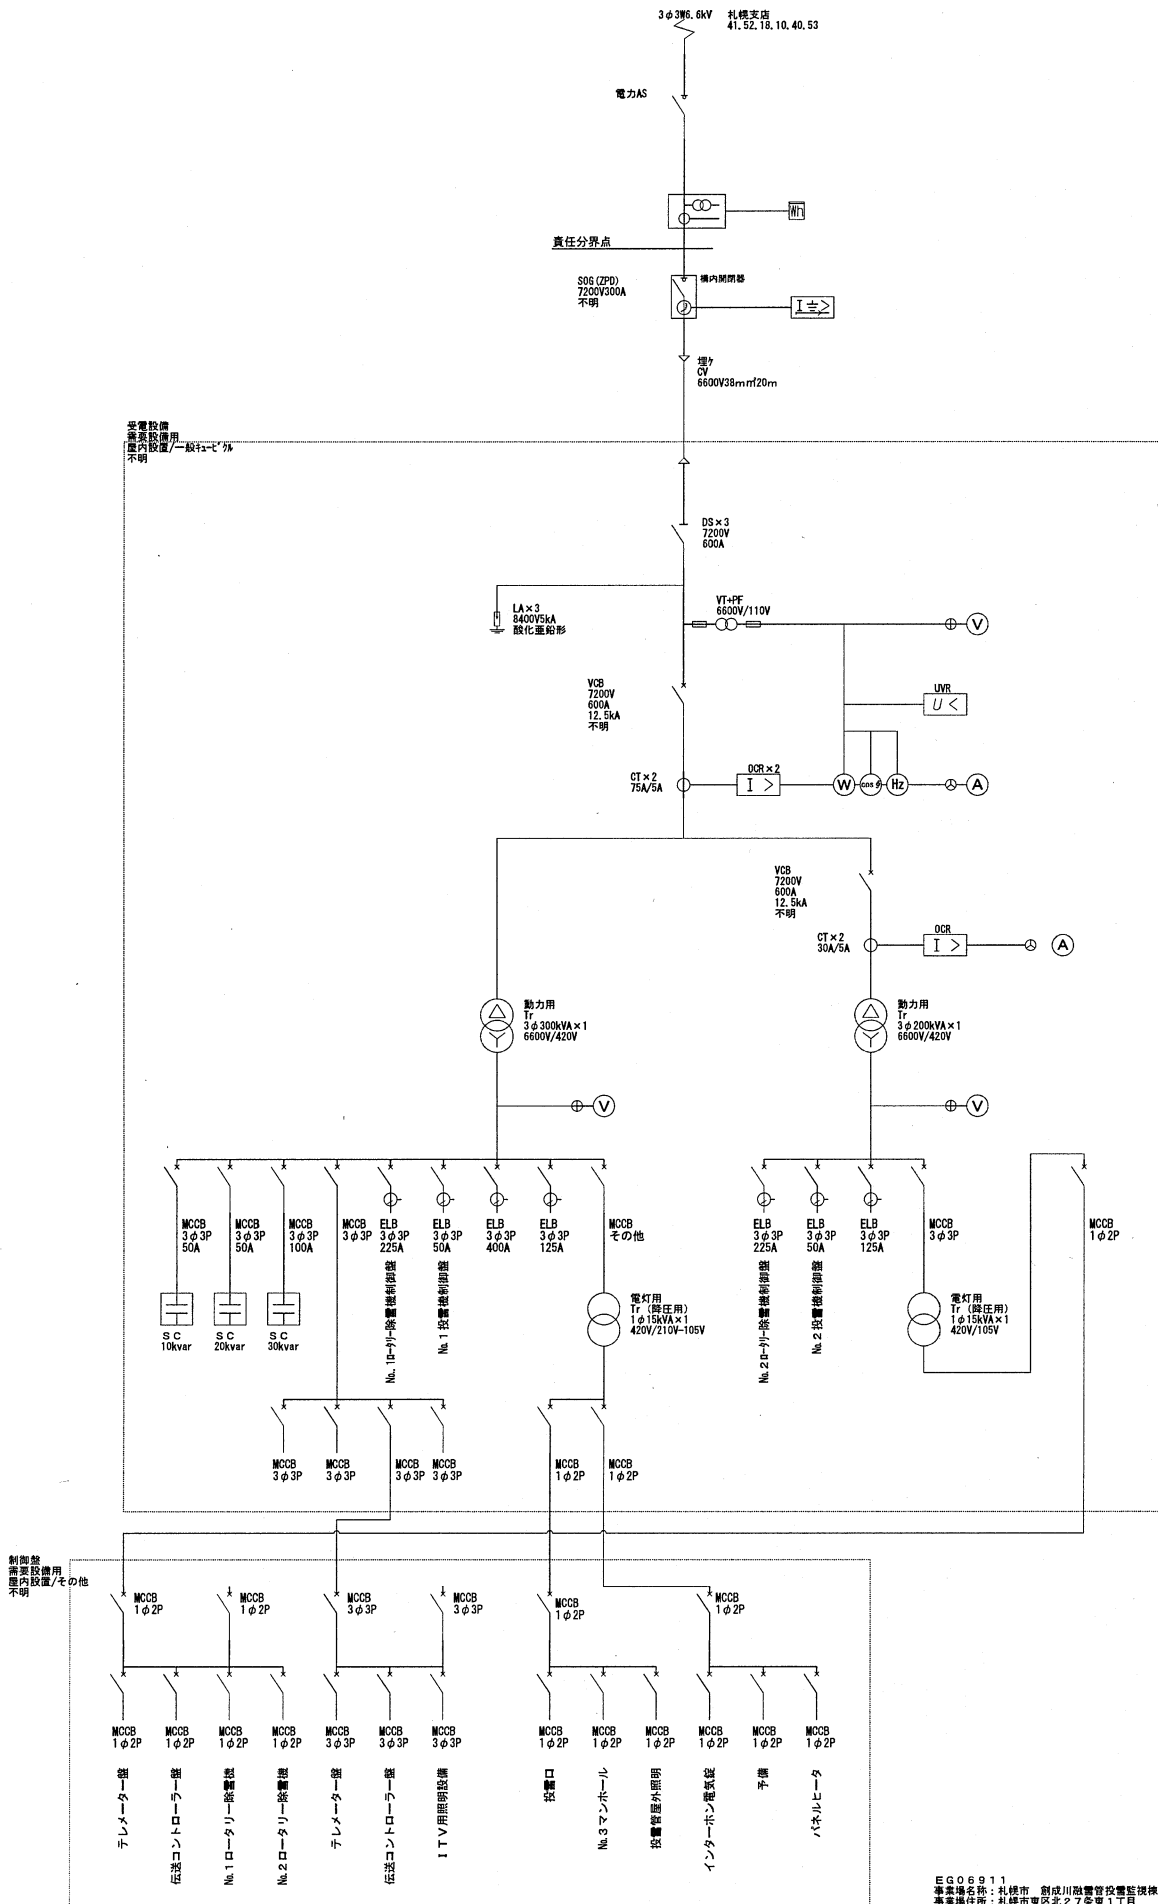 3φ3W6.6kV
札幌支店
41.52.18.10.40.53
電力AS
Wh
責任分界点
SOG(ZPD)
7200V300A
不明
構内開閉器
I ≟ >
埋ケ
CV
6600V38mm²20m
受電設備
需要設備用
屋内設置/一般キュービクル
不明
DS×3
7200V
600A
LA×3
8400V5kA
酸化亜鉛形
VT+PF
6600V/110V
V
VCB
7200V
600A
12.5kA
不明
UVR
U <
CT×2
75A/5A
OCR×2
I >
W
cosφ
Hz
A
VCB
7200V
600A
12.5kA
不明
CT×2
30A/5A
OCR
I >
A
動力用
Tr
3φ300kVA×1
6600V/420V
動力用
Tr
3φ200kVA×1
6600V/420V
V
V
MCCB
3φ3P
50A
MCCB
3φ3P
50A
MCCB
3φ3P
100A
MCCB
3φ3P
ELB
3φ3P
225A
ELB
3φ3P
50A
ELB
3φ3P
400A
ELB
3φ3P
125A
MCCB
その他
ELB
3φ3P
225A
ELB
3φ3P
50A
ELB
3φ3P
125A
MCCB
3φ3P
MCCB
1φ2P
SC
10kvar
SC
20kvar
SC
30kvar
No.1ロータリー除雪機制御盤
No.1投雪機制御盤
電灯用
Tr (降圧用)
1φ15kVA×1
420V/210V-105V
No.2ロータリー除雪機制御盤
No.2投雪機制御盤
電灯用
Tr (降圧用)
1φ15kVA×1
420V/105V
MCCB
3φ3P
MCCB
3φ3P
MCCB
3φ3P
MCCB
3φ3P
MCCB
1φ2P
MCCB
1φ2P
制御盤
需要設備用
屋内設置/その他
不明
MCCB
1φ2P
MCCB
1φ2P
MCCB
3φ3P
MCCB
3φ3P
MCCB
1φ2P
MCCB
1φ2P
MCCB
1φ2P
MCCB
1φ2P
MCCB
1φ2P
MCCB
1φ2P
MCCB
3φ3P
MCCB
3φ3P
MCCB
3φ3P
MCCB
1φ2P
MCCB
1φ2P
MCCB
1φ2P
MCCB
1φ2P
MCCB
1φ2P
MCCB
1φ2P
テレメーター盤
伝送コントローラー盤
No.1ロータリー除雪機
No.2ロータリー除雪機
テレメーター盤
伝送コントローラー盤
ITV用照明設備
投雪口
No.3マンホール
投雪管屋外照明
インターホン電気錠
予備
パネルヒータ
EG06911
事業場名称:札幌市 創成川融雪管投雪監視棟
事業場住所:札幌市東区北27条東1丁目